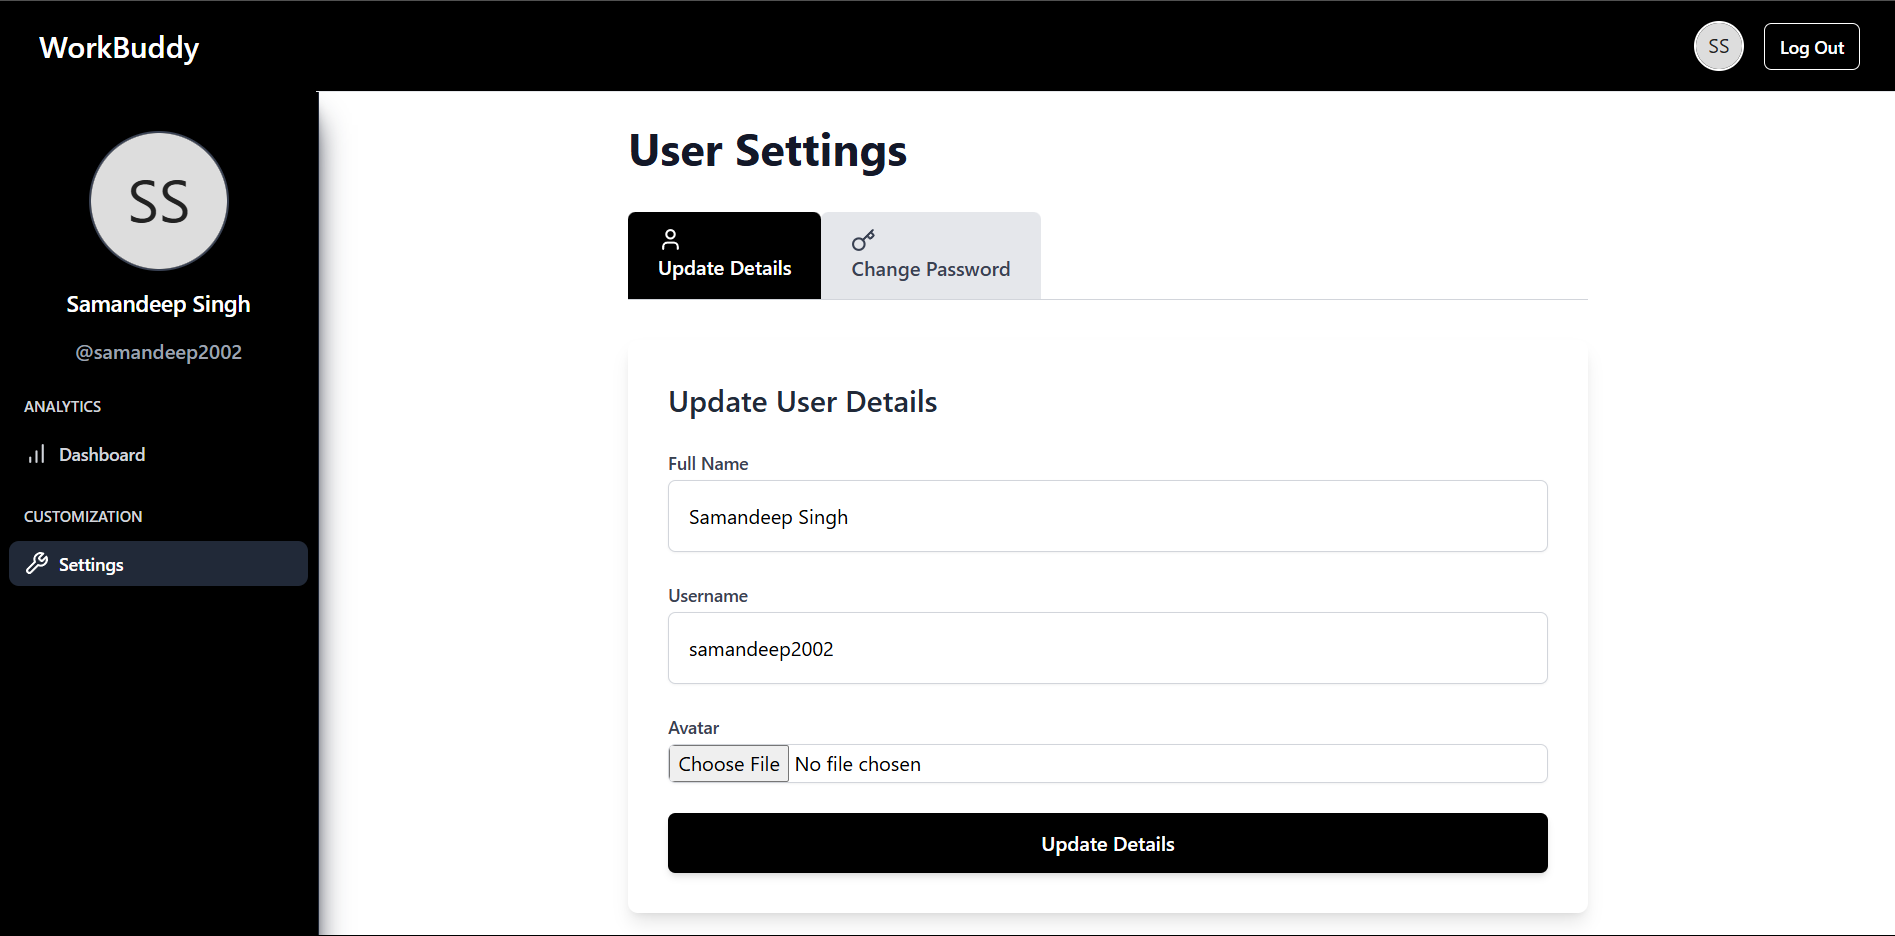 WorkBuddy
SS
Log Out
SS
Samandeep Singh
@samandeep2002
ANALYTICS
Dashboard
CUSTOMIZATION
Settings
User Settings
Update Details
Change Password
Update User Details
Full Name
Samandeep Singh
Username
samandeep2002
Avatar
Choose File No file chosen
Update Details